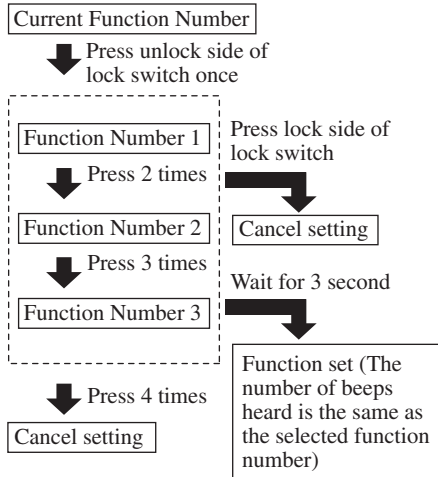 Current Function Number
Press unlock side of
lock switch once
Function Number 1
Press lock side of
lock switch
Press 2 times
Function Number 2
Cancel setting
Press 3 times
Wait for 3 second
Function Number 3
Function set (The
number of beeps
heard is the same as
the selected function
number)
Press 4 times
Cancel setting